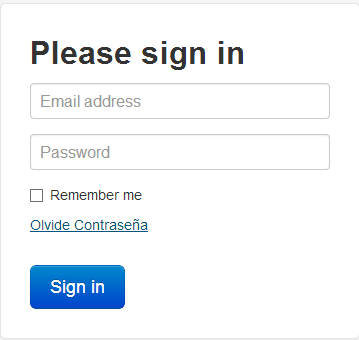 Please sign in
Email address
Password
Remember me
Olvide Contraseña
Sign in